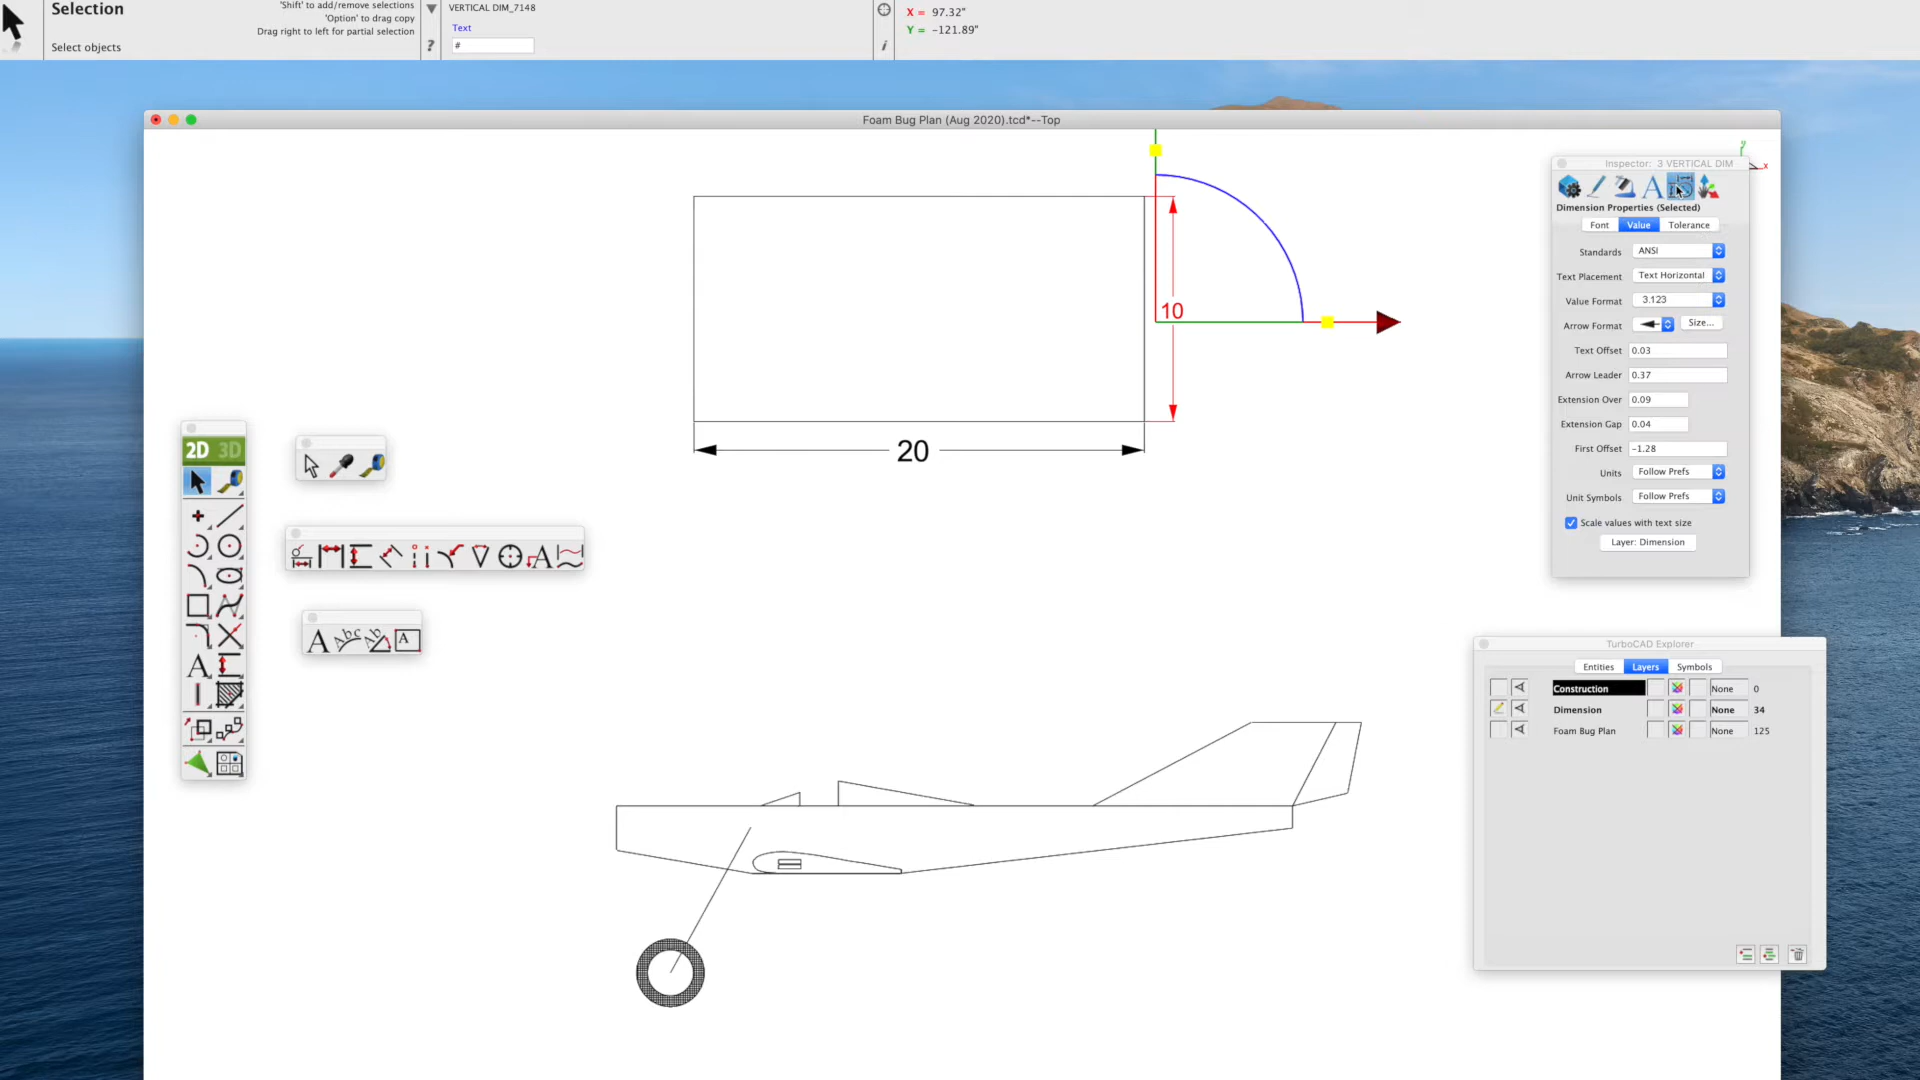 Selection
Select objects
'Shift' to add/remove selections
'Option' to drag copy
Drag right to left for partial selection
?
VERTICAL DIM_7148
Text
#
i
X = 97.32"
Y = -121.89"
Foam Bug Plan (Aug 2020).tcd*--Top
y
x
10
20
2D 3D
A
A
A Abc Ab A
Inspector: 3 VERTICAL DIM
A
Dimension Properties (Selected)
Font Value Tolerance
Standards ANSI
Text Placement Text Horizontal
Value Format 3.123
Arrow Format Size...
Text Offset 0.03
Arrow Leader 0.37
Extension Over 0.09
Extension Gap 0.04
First Offset -1.28
Units Follow Prefs
Unit Symbols Follow Prefs
Scale values with text size
Layer: Dimension
TurboCAD Explorer
Entities Layers Symbols
Construction None 0
Dimension None 34
Foam Bug Plan None 125